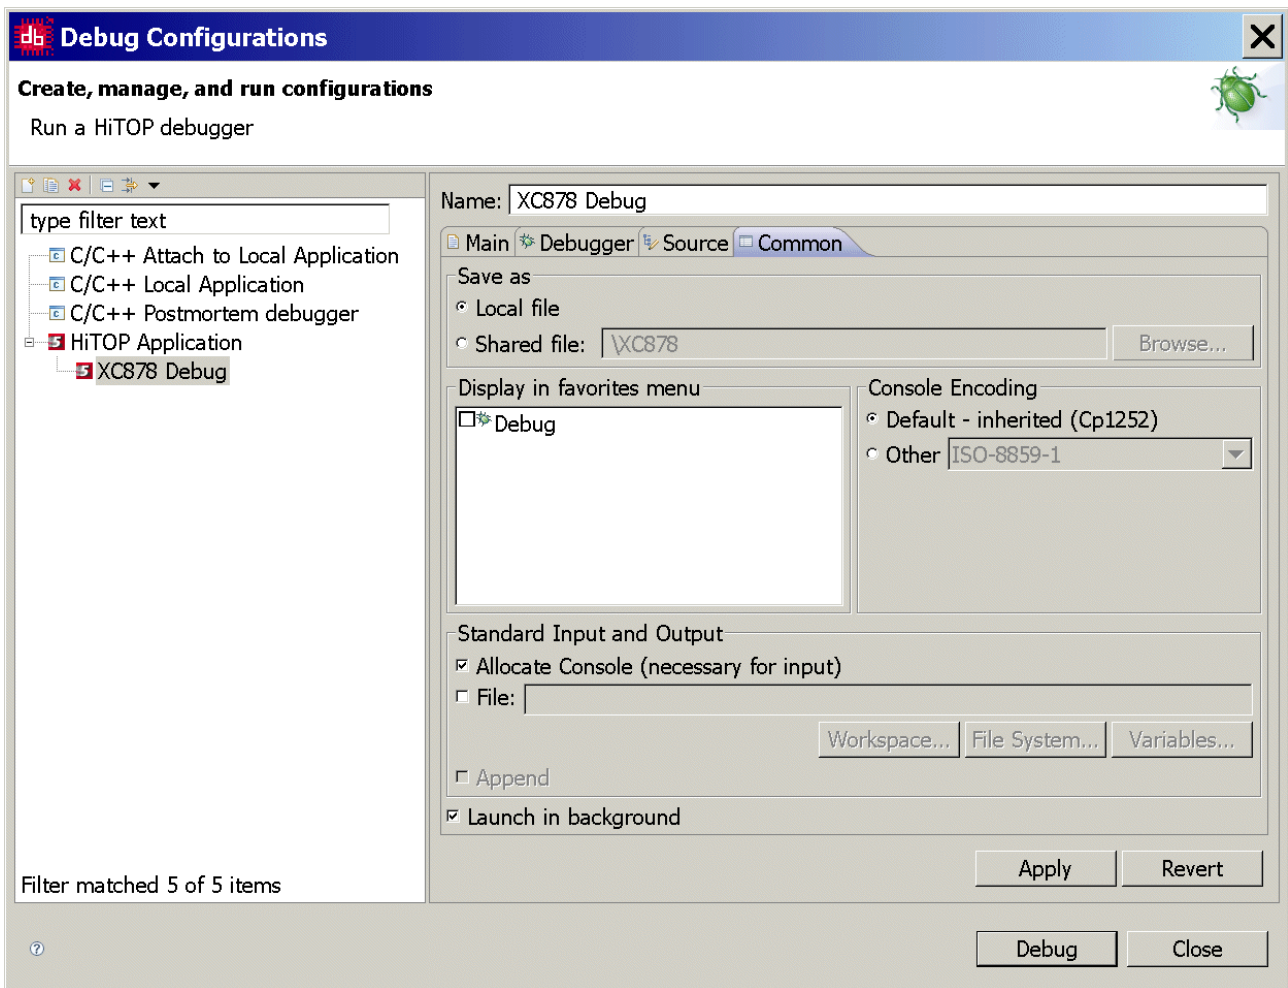 Debug Configurations
Create, manage, and run configurations
Run a HiTOP debugger
type filter text
C/C++ Attach to Local Application
C/C++ Local Application
C/C++ Postmortem debugger
HiTOP Application
XC878 Debug
Filter matched 5 of 5 items
Name: XC878 Debug
Main Debugger Source Common
Save as
Local file
Shared file: \XC878 Browse...
Display in favorites menu
Debug
Console Encoding
Default - inherited (Cp1252)
Other ISO-8859-1
Standard Input and Output
Allocate Console (necessary for input)
File:
Workspace... File System... Variables...
Append
Launch in background
Apply Revert
Debug Close